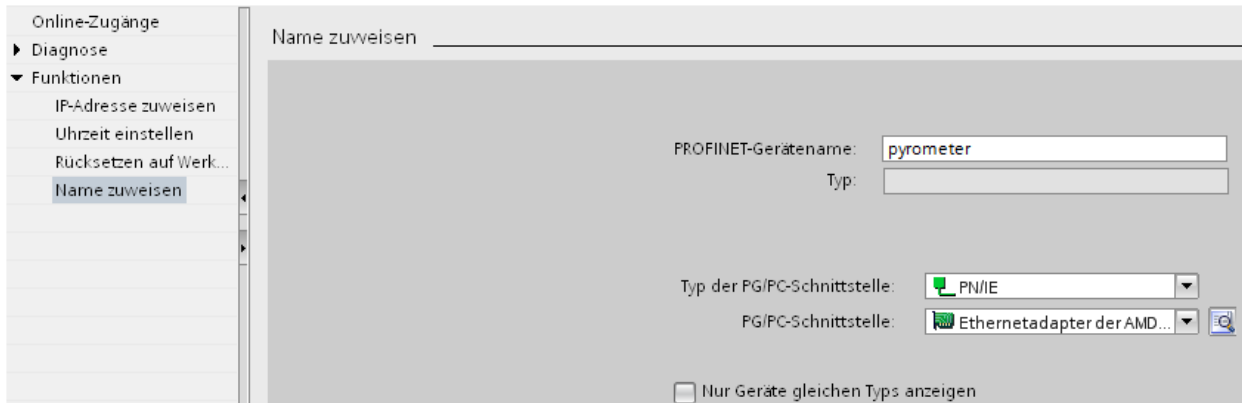 Online-Zugänge
Diagnose
Funktionen
IP-Adresse zuweisen
Uhrzeit einstellen
Rücksetzen auf Werk...
Name zuweisen
Name zuweisen
PROFINET-Gerätename: pyrometer
Typ:
Typ der PG/PC-Schnittstelle: PN/IE
PG/PC-Schnittstelle: Ethernetadapter der AMD...
Nur Geräte gleichen Typs anzeigen